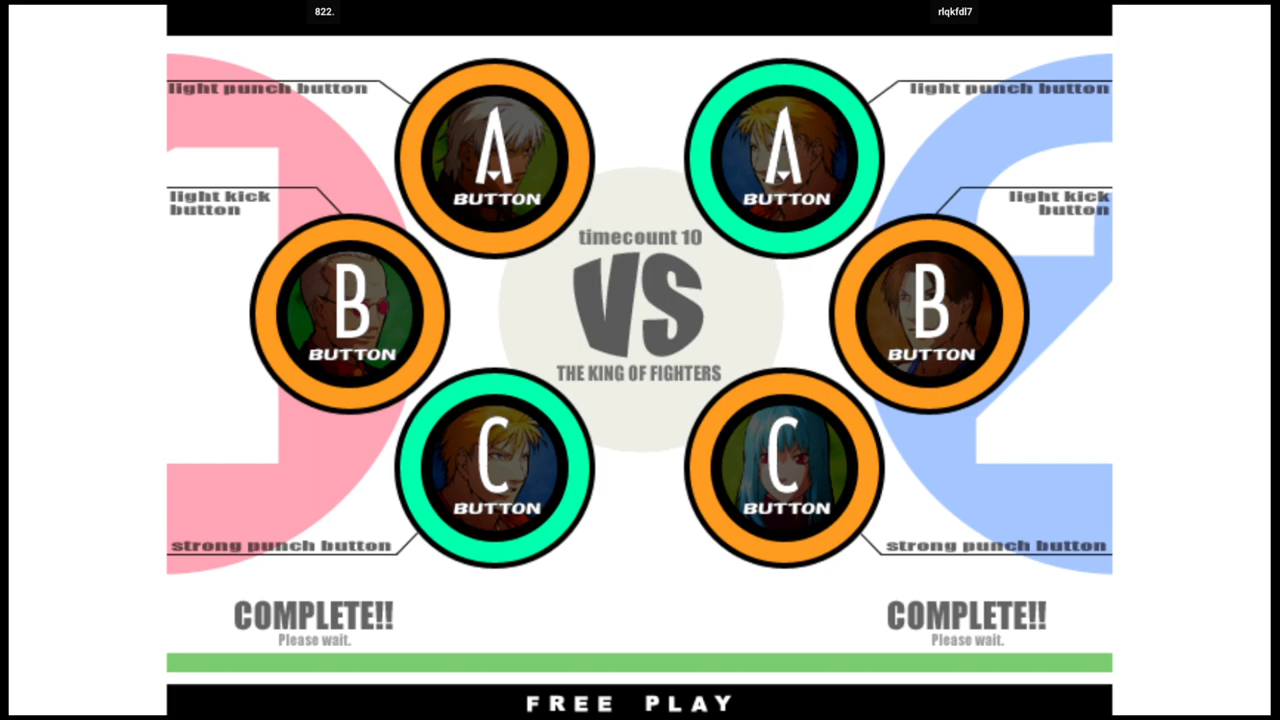 822.
rlqkfdl7
light punch button
light punch button
A
BUTTON
A
BUTTON
light kick
button
light kick
button
B
BUTTON
timecount 10
VS
THE KING OF FIGHTERS
B
BUTTON
C
BUTTON
C
BUTTON
strong punch button
strong punch button
COMPLETE!!
Please wait.
COMPLETE!!
Please wait.
FREE PLAY